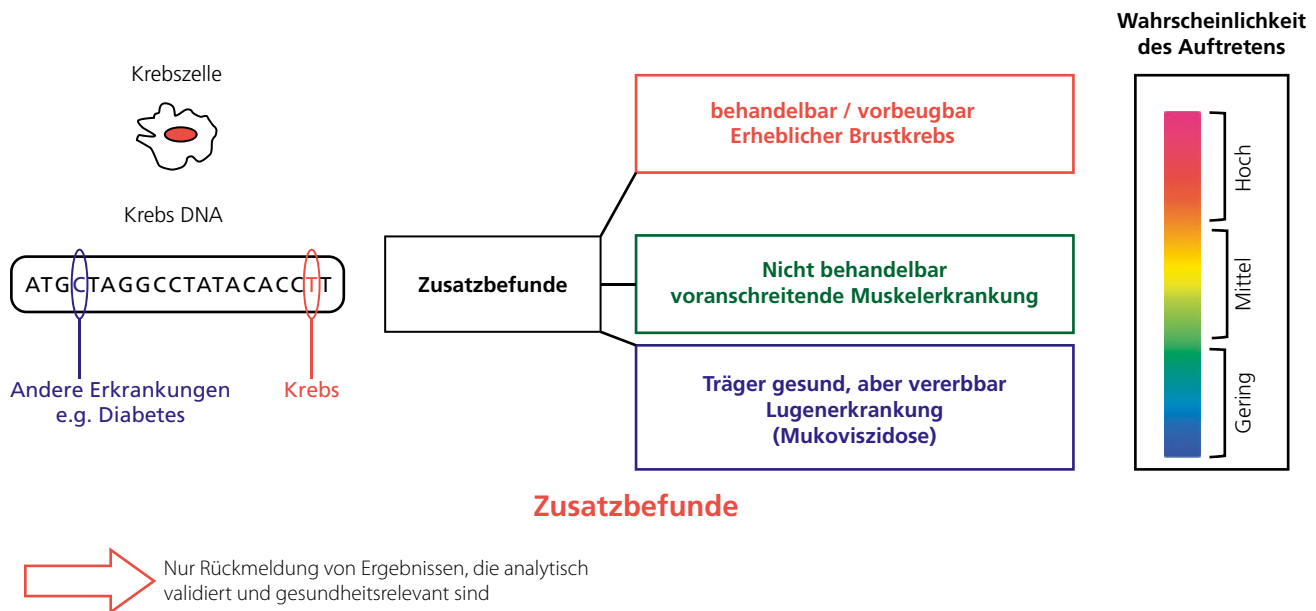 Krebszelle
Krebs DNA
ATGCTAGGCCTATACACCTT
Andere Erkrankungen
e.g. Diabetes
Krebs
Zusatzbefunde
behandelbar / vorbeugbar
Erheblicher Brustkrebs
Nicht behandelbar
voranschreitende Muskelerkrankung
Träger gesund, aber vererbbar
Lugenerkrankung
(Mukoviszidose)
Wahrscheinlichkeit
des Auftretens
Hoch
Mittel
Gering
Zusatzbefunde
Nur Rückmeldung von Ergebnissen, die analytisch
validiert und gesundheitsrelevant sind